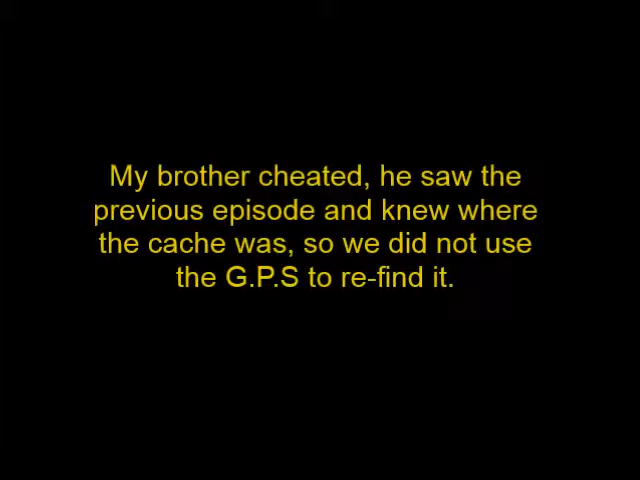 My brother cheated, he saw the
previous episode and knew where
the cache was, so we did not use
the G.P.S to re-find it.